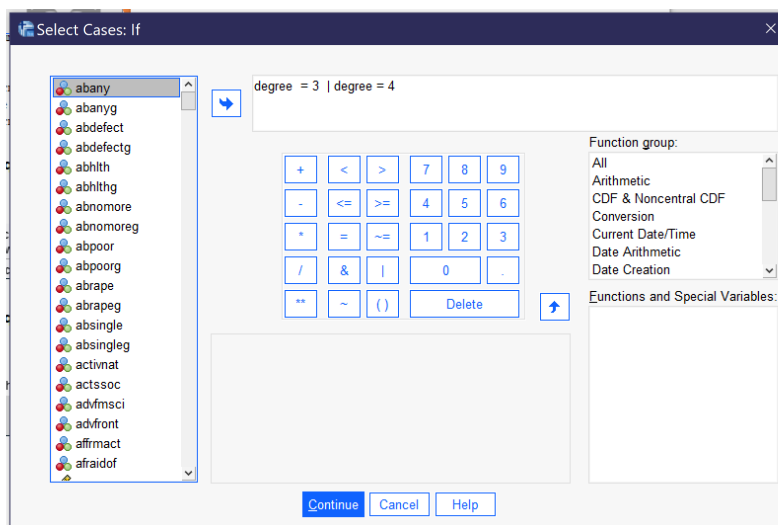 Select Cases: If
abany
abanyg
abdefect
abdefectg
abhlth
abhlthg
abnomore
abnomoreg
abpoor
abpoorg
abrape
abrapeg
absingle
absingleg
activnat
actssoc
advfmsci
advfront
affrmact
afraidof
degree = 3 | degree = 4
+ < > 7 8 9
- <= >= 4 5 6
* = ~= 1 2 3
/ & | 0 .
** ~ ( ) Delete
Function group:
All
Arithmetic
CDF & Noncentral CDF
Conversion
Current Date/Time
Date Arithmetic
Date Creation
Functions and Special Variables:
Continue Cancel Help